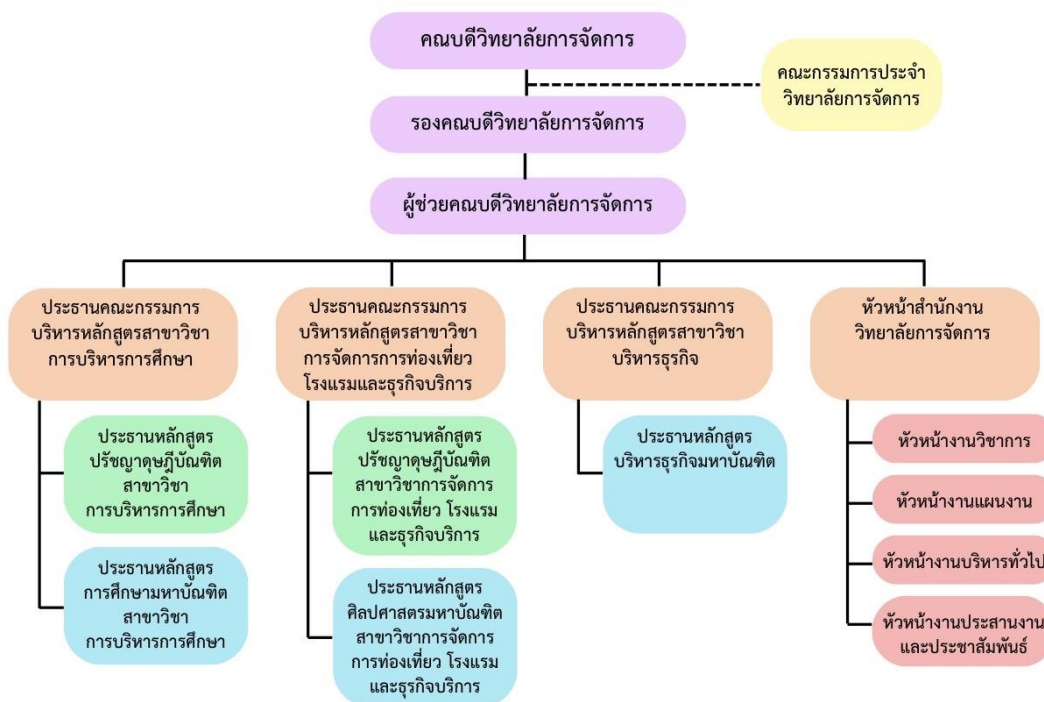 คณบดีวิทยาลัยการจัดการ
คณะกรรมการประจำ
วิทยาลัยการจัดการ
รองคณบดีวิทยาลัยการจัดการ
ผู้ช่วยคณบดีวิทยาลัยการจัดการ
ประธานคณะกรรมการ
บริหารหลักสูตรสาขาวิชา
การบริหารการศึกษา
ประธานหลักสูตร
ปรัชญาดุษฎีบัณฑิต
สาขาวิชา
การบริหารการศึกษา
ประธานหลักสูตร
การศึกษามหาบัณฑิต
สาขาวิชา
การบริหารการศึกษา
ประธานคณะกรรมการ
บริหารหลักสูตรสาขาวิชา
การจัดการการท่องเที่ยว
โรงแรมและธุรกิจบริการ
ประธานหลักสูตร
ปรัชญาดุษฎีบัณฑิต
สาขาวิชาการจัดการ
การท่องเที่ยว โรงแรม
และธุรกิจบริการ
ประธานหลักสูตร
ศิลปศาสตรมหาบัณฑิต
สาขาวิชาการจัดการ
การท่องเที่ยว โรงแรม
และธุรกิจบริการ
ประธานคณะกรรมการ
บริหารหลักสูตรสาขาวิชา
บริหารธุรกิจ
ประธานหลักสูตร
บริหารธุรกิจมหาบัณฑิต
หัวหน้าสำนักงาน
วิทยาลัยการจัดการ
หัวหน้างานวิชาการ
หัวหน้างานแผนงาน
หัวหน้างานบริหารทั่วไป
หัวหน้างานประสานงาน
และประชาสัมพันธ์